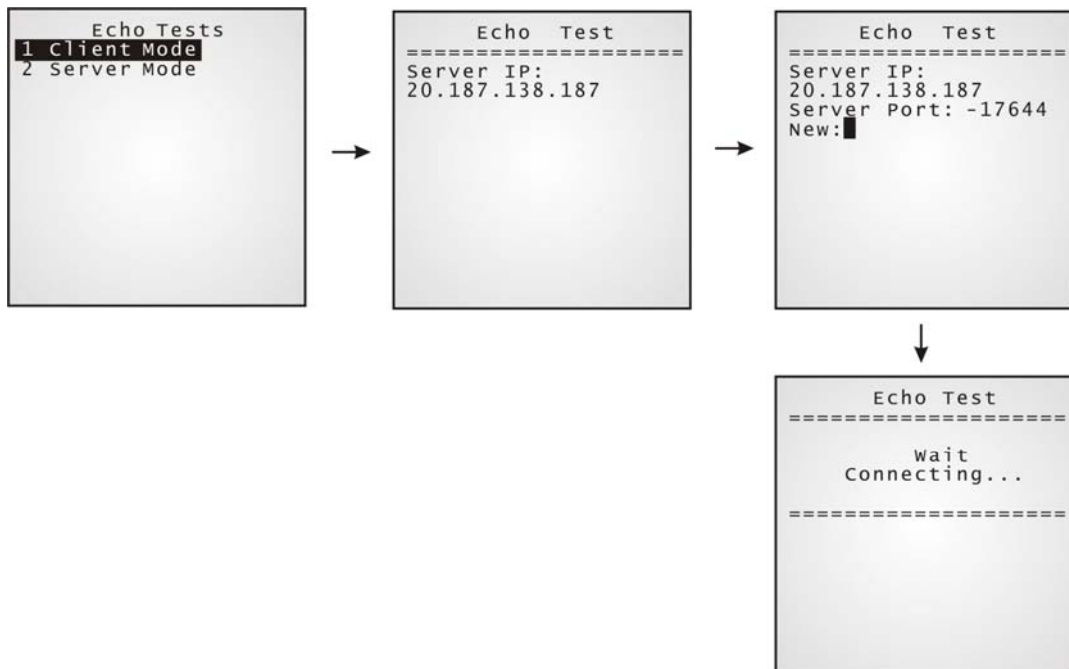 Echo Tests
1 Client Mode
2 Server Mode
Echo Test
====================
Server IP:
20.187.138.187
Echo Test
====================
Server IP:
20.187.138.187
Server Port: -17644
New:
Echo Test
====================
Wait
Connecting...
====================